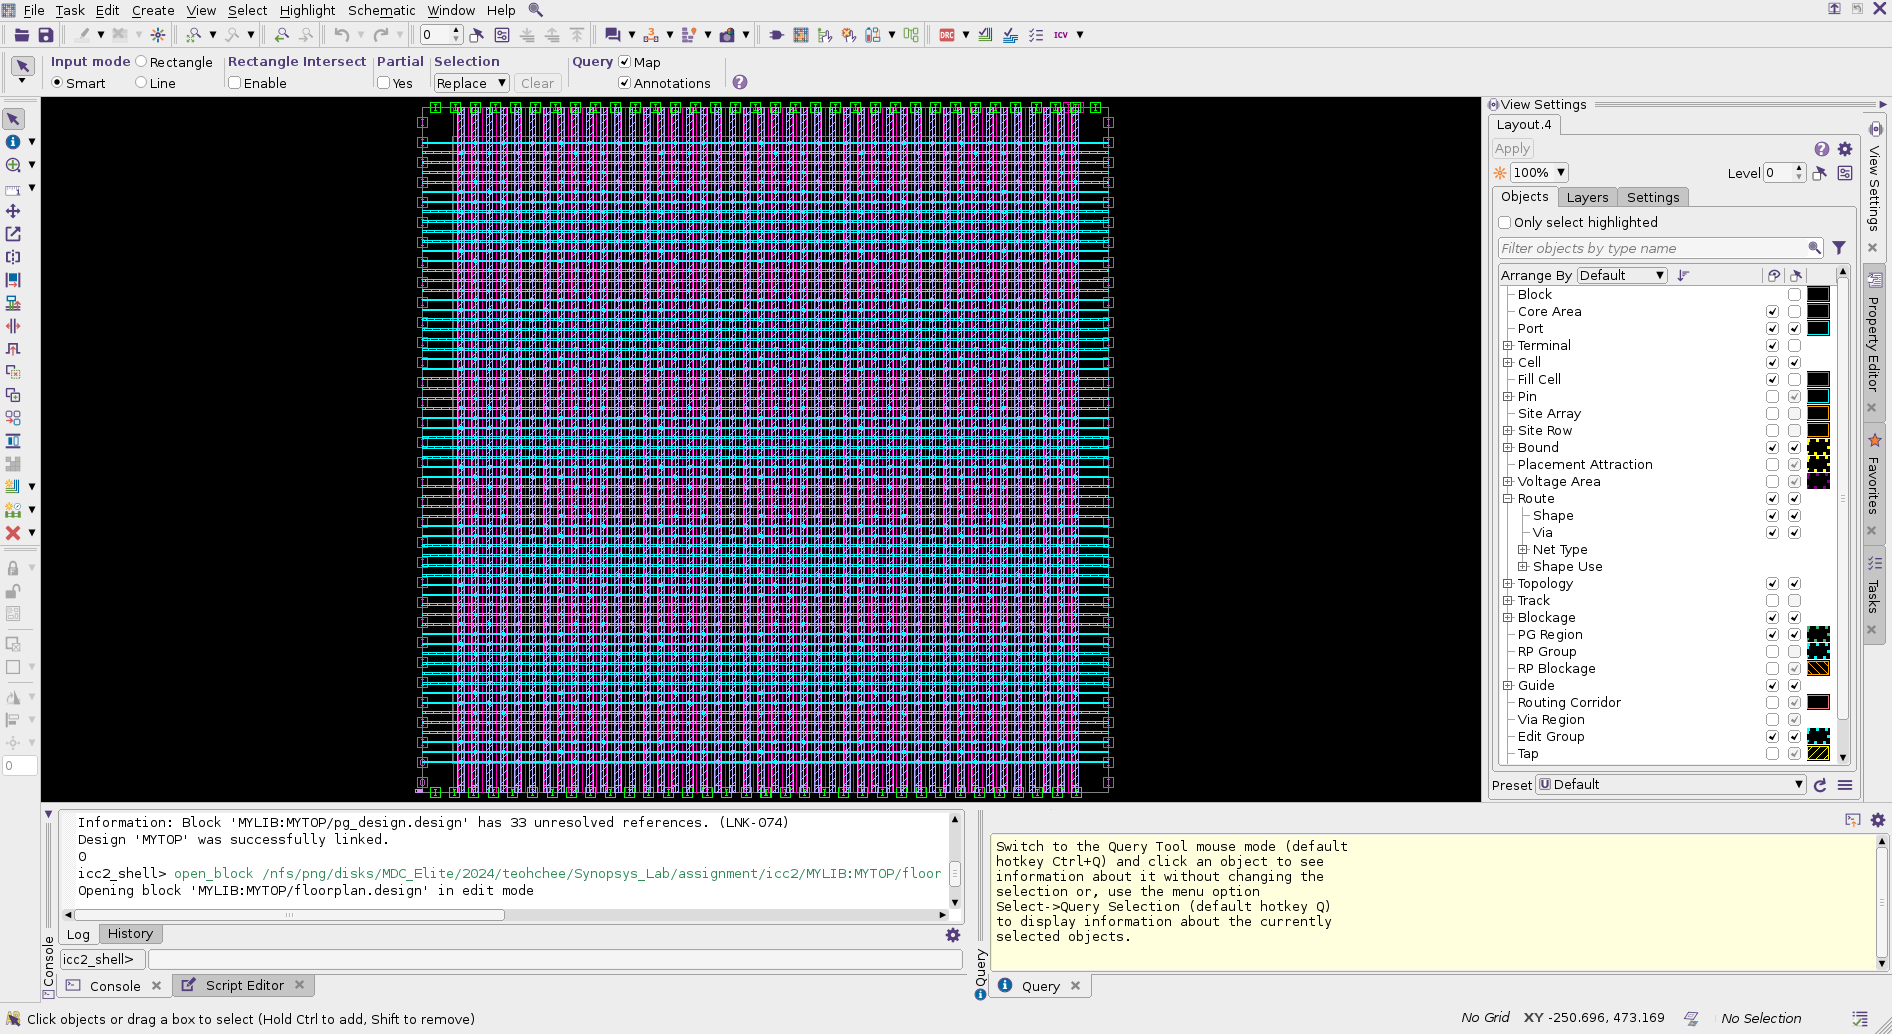 File Task Edit Create View Select Highlight Schematic Window Help
0
DRC
ICV
Input mode Rectangle Rectangle Intersect Partial Selection Query Map
Smart Line Enable Yes Replace Clear Annotations
View Settings
Layout.4
Apply
100% Level 0
Objects Layers Settings
Only select highlighted
Filter objects by type name
Arrange By Default
Block
Core Area
Port
Terminal
Cell
Fill Cell
Pin
Site Array
Site Row
Bound
Placement Attraction
Voltage Area
Route
Shape
Via
Net Type
Shape Use
Topology
Track
Blockage
PG Region
RP Group
RP Blockage
Guide
Routing Corridor
Via Region
Edit Group
Tap
Preset Default
View Settings
Property Editor
Favorites
Tasks
0
Information: Block 'MYLIB:MYTOP/pg_design.design' has 33 unresolved references. (LNK-074)
Design 'MYTOP' was successfully linked.
0
icc2_shell> open_block /nfs/png/disks/MDC_Elite/2024/teohchee/Synopsys_Lab/assignment/icc2/MYLIB:MYTOP/floor
Opening block 'MYLIB:MYTOP/floorplan.design' in edit mode
Log History
icc2_shell>
Console
Console Script Editor
Switch to the Query Tool mouse mode (default
hotkey Ctrl+Q) and click an object to see
information about it without changing the
selection or, use the menu option
Select->Query Selection (default hotkey Q)
to display information about the currently
selected objects.
Query
Query
Click objects or drag a box to select (Hold Ctrl to add, Shift to remove)
No Grid XY -250.696, 473.169 No Selection